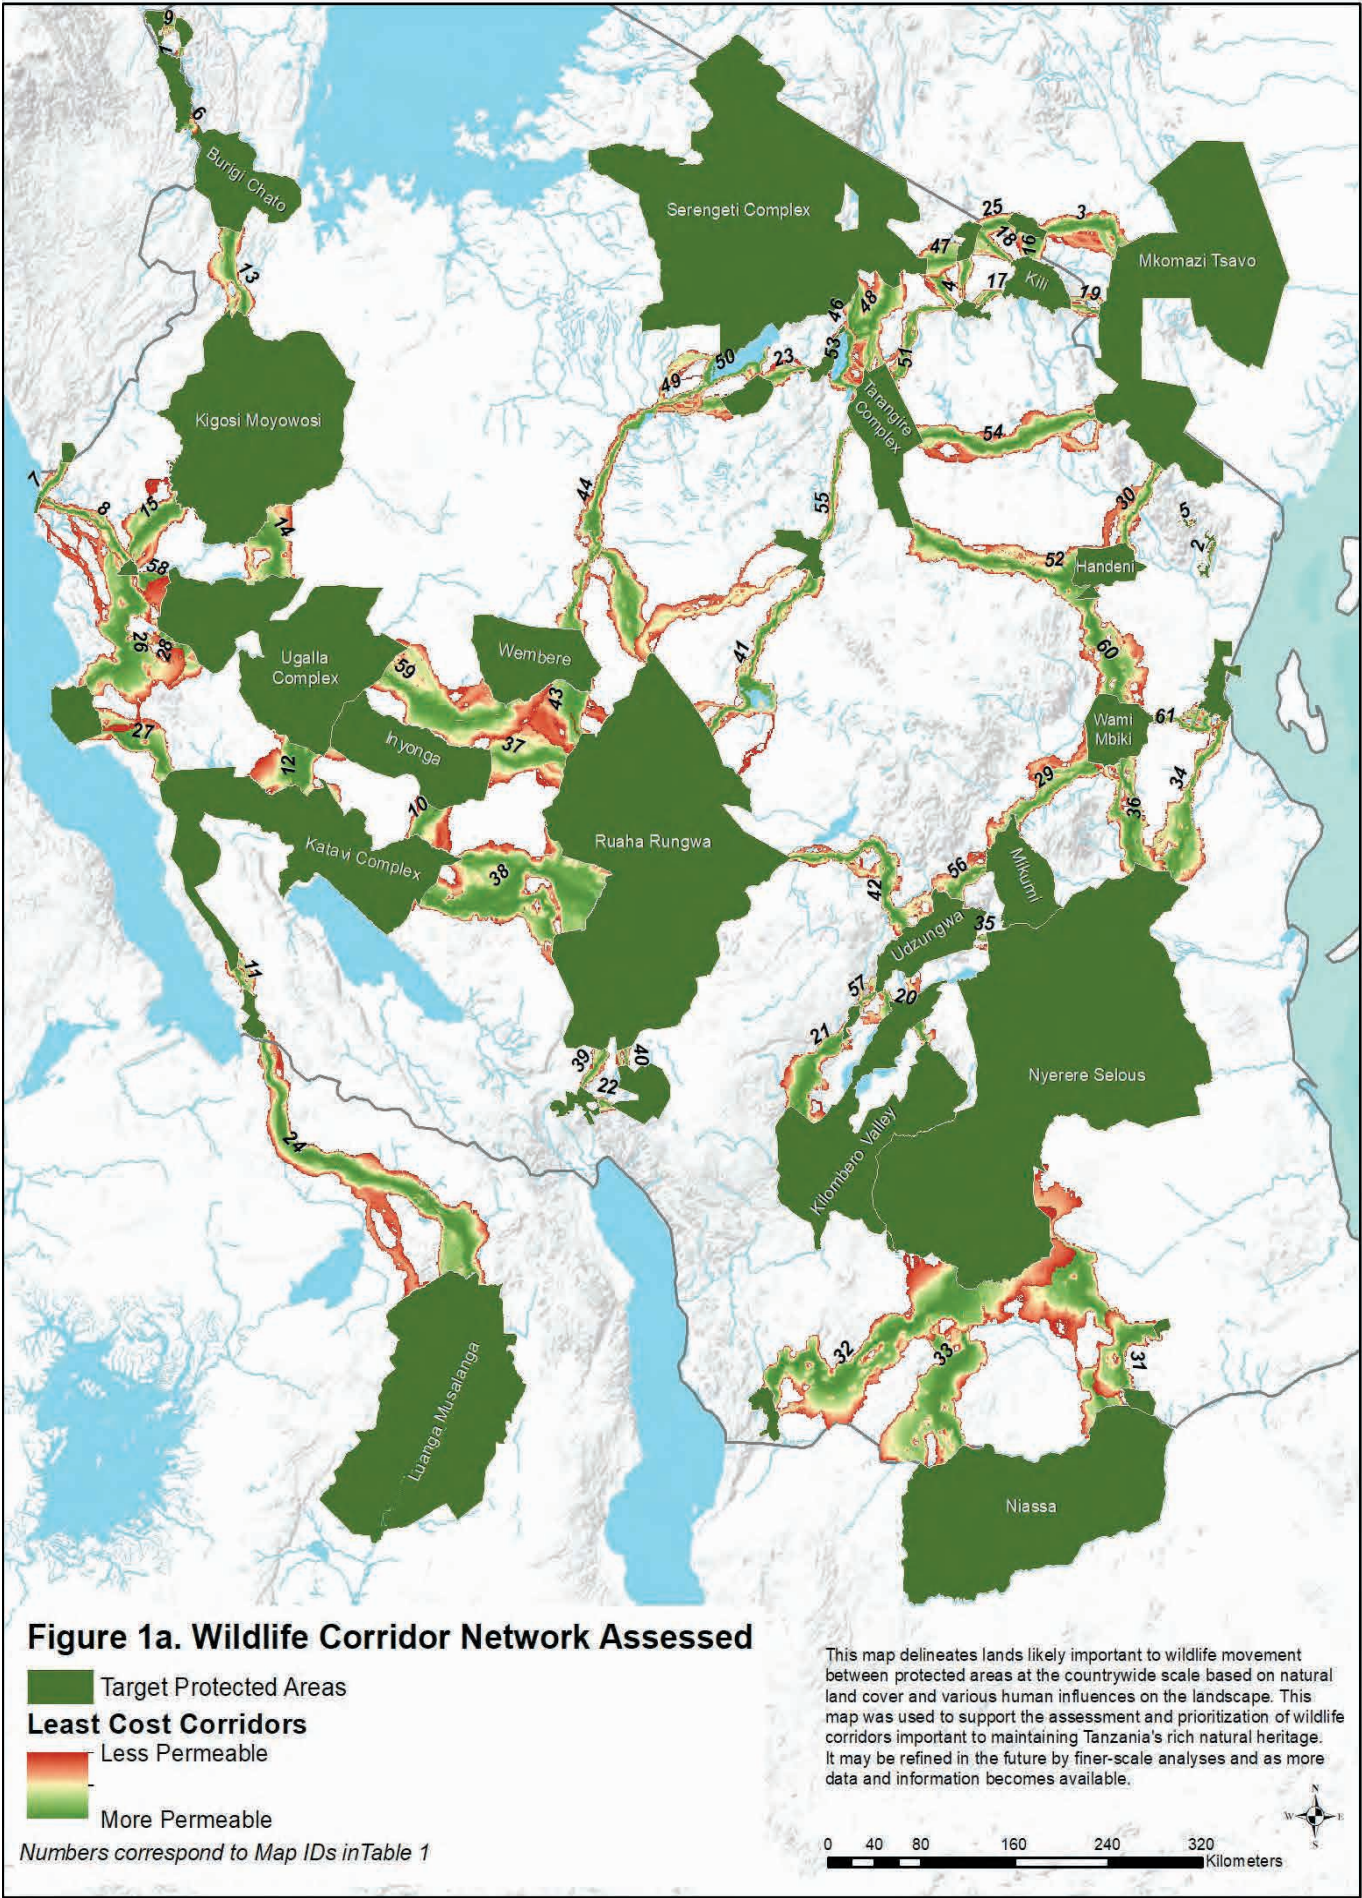 9
1
6
Burigi Chato
Serengeti Complex
25
3
18
16
47
Mkomazi Tsavo
13
4
17
Kili
19
46
48
50
23
53
51
49
Tarangire
Complex
Kigosi Moyowosi
54
7
8
15
14
44
55
30
5
2
58
52
Handeni
26
28
Ugalla
Complex
59
Wembere
41
60
43
27
Inyonga
37
Wami
Mbiki
61
12
29
34
10
36
Katavi Complex
38
Ruaha Rungwa
42
56
Mikumi
Udzungwa
35
11
57
20
21
39
40
22
Nyerere Selous
24
Kilombero Valley
32
33
31
Luanga Musalanga
Niassa
Figure 1a. Wildlife Corridor Network Assessed
Target Protected Areas
Least Cost Corridors
Less Permeable
More Permeable
Numbers correspond to Map IDs inTable 1
This map delineates lands likely important to wildlife movement
between protected areas at the countrywide scale based on natural
land cover and various human influences on the landscape. This
map was used to support the assessment and prioritization of wildlife
corridors important to maintaining Tanzania's rich natural heritage.
It may be refined in the future by finer-scale analyses and as more
data and information becomes available.
N
W E
S
0 40 80 160 240 320
Kilometers